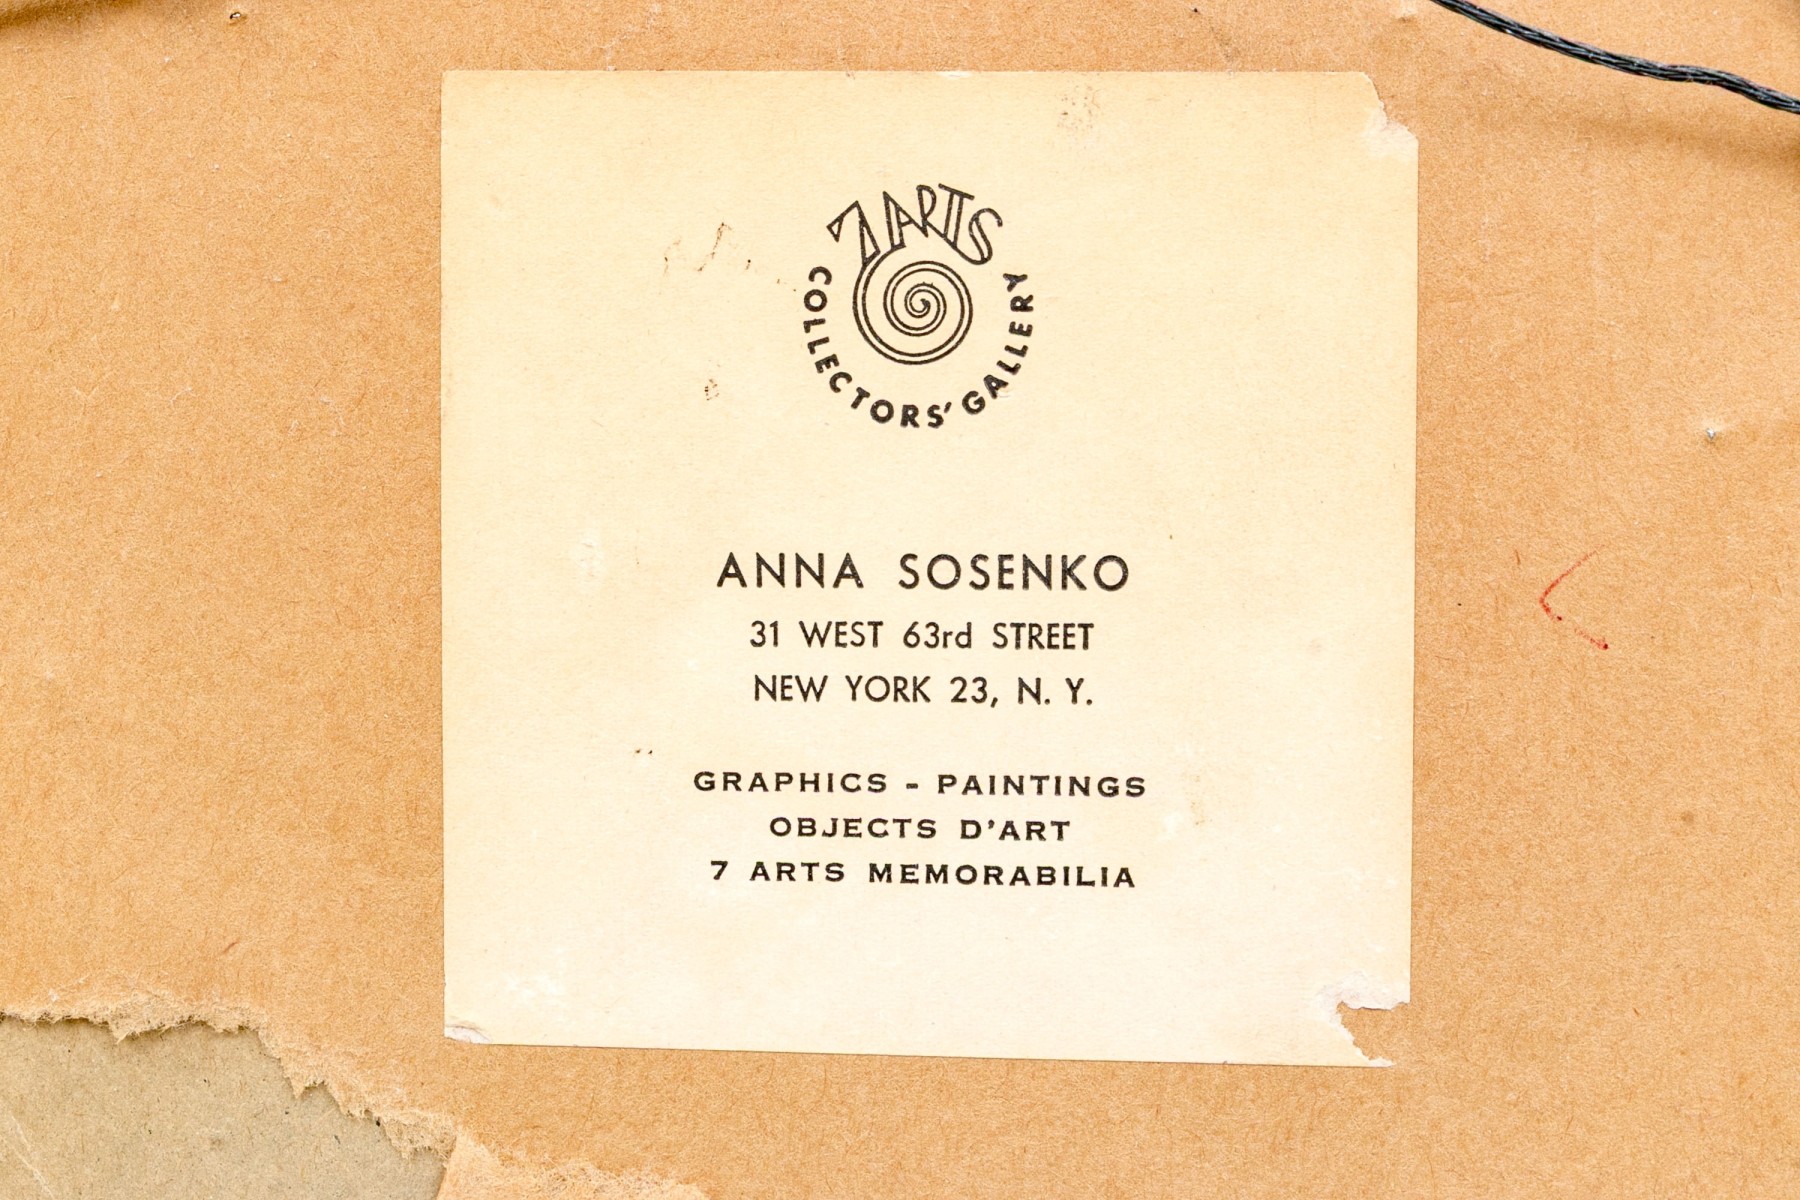 7 ARTS
COLLECTORS' GALLERY
ANNA SOSENKO
31 WEST 63rd STREET
NEW YORK 23, N. Y.
GRAPHICS - PAINTINGS
OBJECTS D'ART
7 ARTS MEMORABILIA